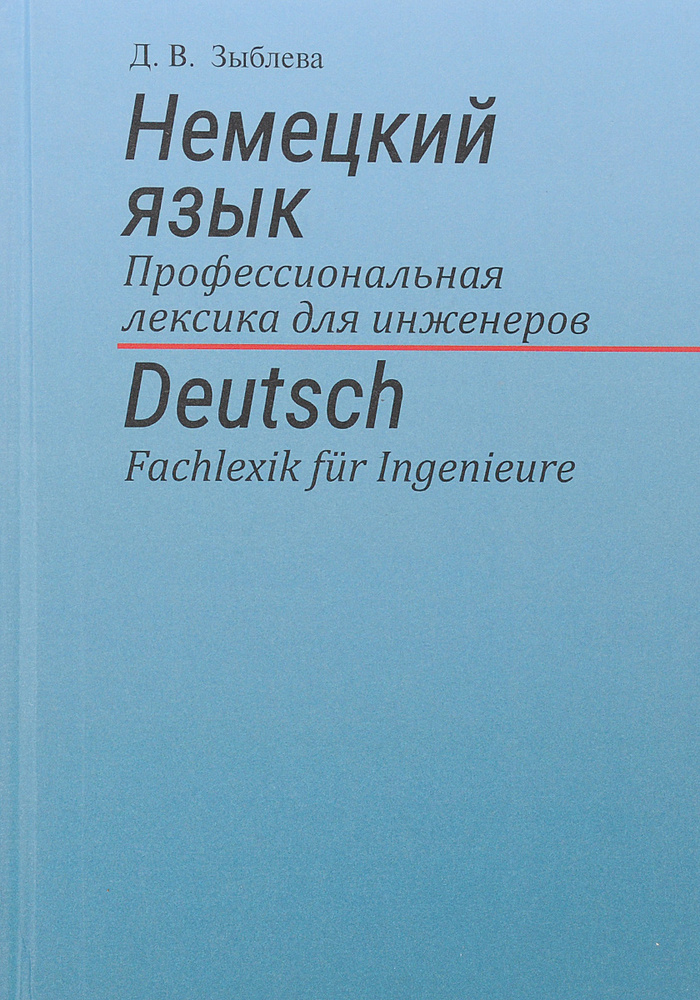 Д. В. Зыблева
Немецкий
язык
Профессиональная
лексика для инженеров
Deutsch
Fachlexik für Ingenieure